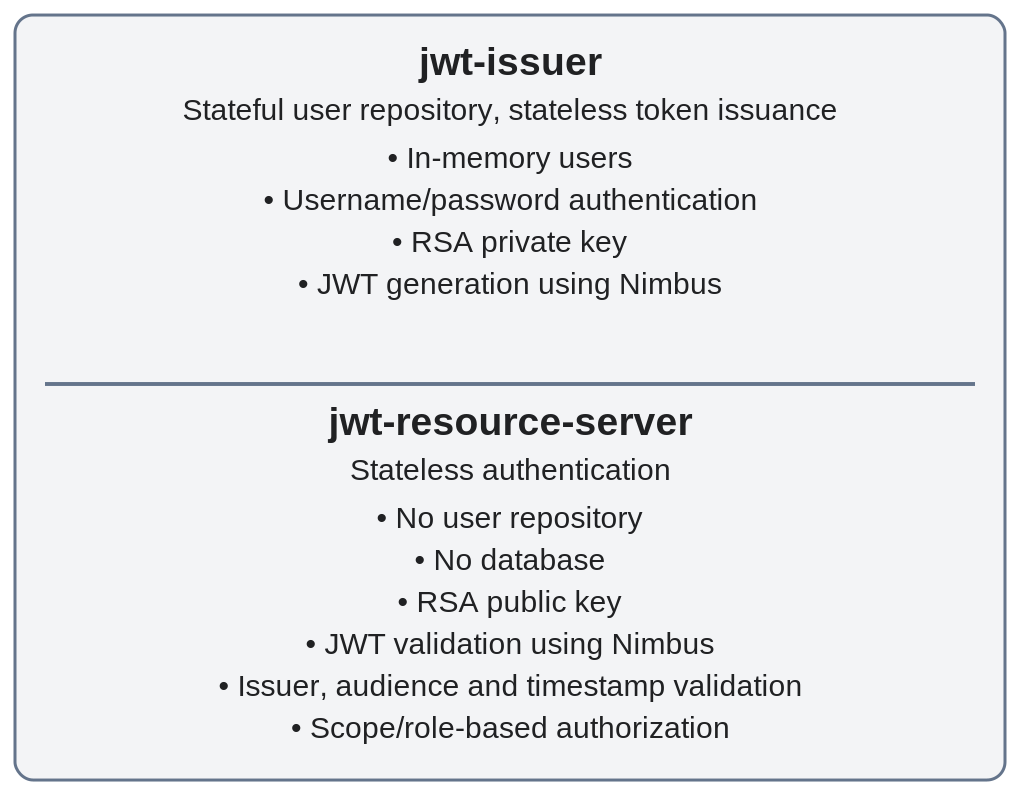 jwt-issuer
Stateful user repository, stateless token issuance
• In-memory users
• Username/password authentication
• RSA private key
• JWT generation using Nimbus
jwt-resource-server
Stateless authentication
• No user repository
• No database
• RSA public key
• JWT validation using Nimbus
• Issuer, audience and timestamp validation
• Scope/role-based authorization